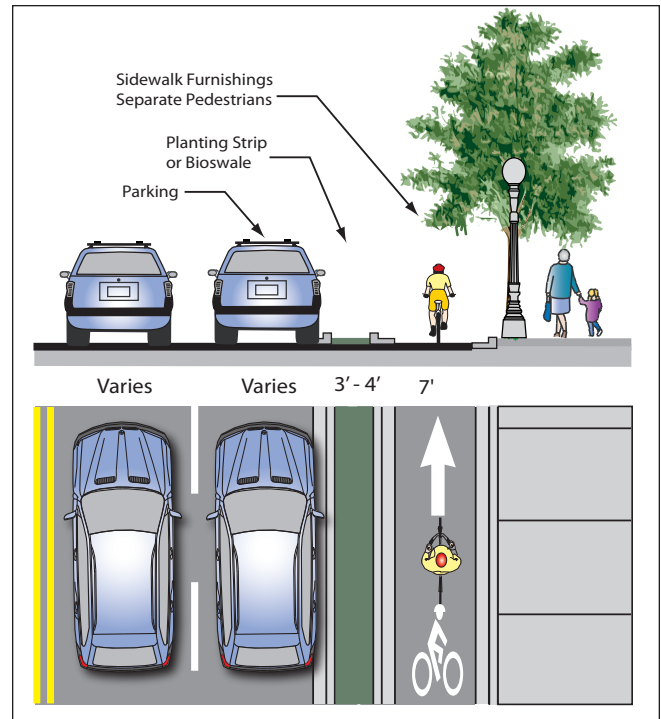 Sidewalk Furnishings
Separate Pedestrians
Planting Strip
or Bioswale
Parking
Varies
Varies
3’ - 4’
7'